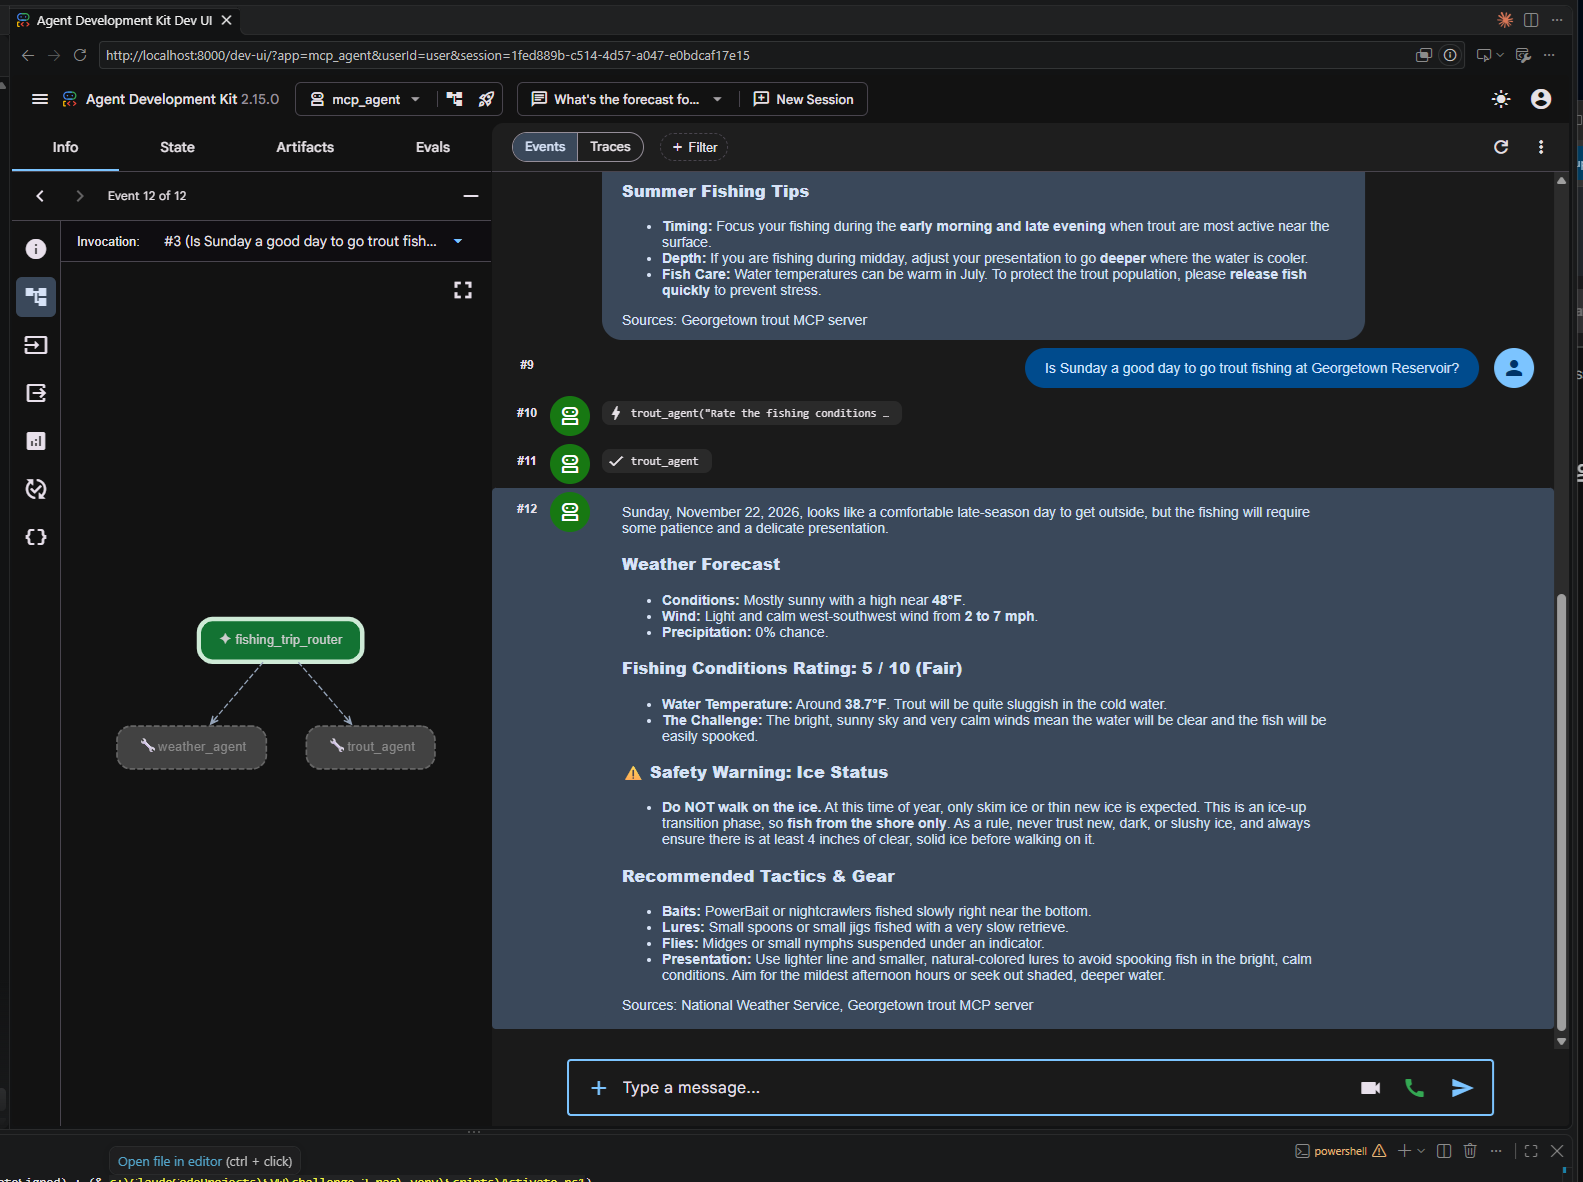 Agent Development Kit Dev UI
http://localhost:8000/dev-ui/?app=mcp_agent&userId=user&session=1fed889b-c514-4d57-a047-e0bdcaf17e15
Agent Development Kit 2.15.0
mcp_agent
What's the forecast fo...
New Session
Info
State
Artifacts
Evals
Events
Traces
+ Filter
Event 12 of 12
Invocation:
#3 (Is Sunday a good day to go trout fish...
fishing_trip_router
weather_agent
trout_agent
Summer Fishing Tips
• Timing: Focus your fishing during the early morning and late evening when trout are most active near the
surface.
• Depth: If you are fishing during midday, adjust your presentation to go deeper where the water is cooler.
• Fish Care: Water temperatures can be warm in July. To protect the trout population, please release fish
quickly to prevent stress.
Sources: Georgetown trout MCP server
#9
Is Sunday a good day to go trout fishing at Georgetown Reservoir?
#10
trout_agent("Rate the fishing conditions …
#11
trout_agent
#12
Sunday, November 22, 2026, looks like a comfortable late-season day to get outside, but the fishing will require
some patience and a delicate presentation.
Weather Forecast
• Conditions: Mostly sunny with a high near 48°F.
• Wind: Light and calm west-southwest wind from 2 to 7 mph.
• Precipitation: 0% chance.
Fishing Conditions Rating: 5 / 10 (Fair)
• Water Temperature: Around 38.7°F. Trout will be quite sluggish in the cold water.
• The Challenge: The bright, sunny sky and very calm winds mean the water will be clear and the fish will be
easily spooked.
⚠️ Safety Warning: Ice Status
• Do NOT walk on the ice. At this time of year, only skim ice or thin new ice is expected. This is an ice-up
transition phase, so fish from the shore only. As a rule, never trust new, dark, or slushy ice, and always
ensure there is at least 4 inches of clear, solid ice before walking on it.
Recommended Tactics & Gear
• Baits: PowerBait or nightcrawlers fished slowly right near the bottom.
• Lures: Small spoons or small jigs fished with a very slow retrieve.
• Flies: Midges or small nymphs suspended under an indicator.
• Presentation: Use lighter line and smaller, natural-colored lures to avoid spooking fish in the bright, calm
conditions. Aim for the mildest afternoon hours or seek out shaded, deeper water.
Sources: National Weather Service, Georgetown trout MCP server
Type a message...
powershell
Open file in editor (ctrl + click)